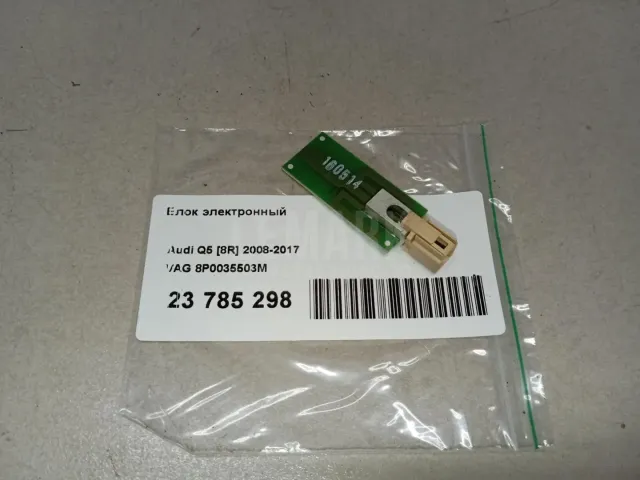 180514
Блок электронный
Audi Q5 [8R] 2008-2017
VAG 8P0035503M
23 785 298